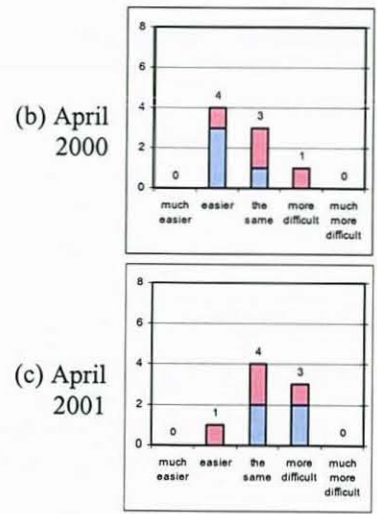 (b) April
2000
8
6
4
2
0
0
4
3
1
0
much easier
easier
the same
more difficult
much more difficult
(c) April
2001
8
6
4
2
0
0
1
4
3
0
much easier
easier
the same
more difficult
much more difficult